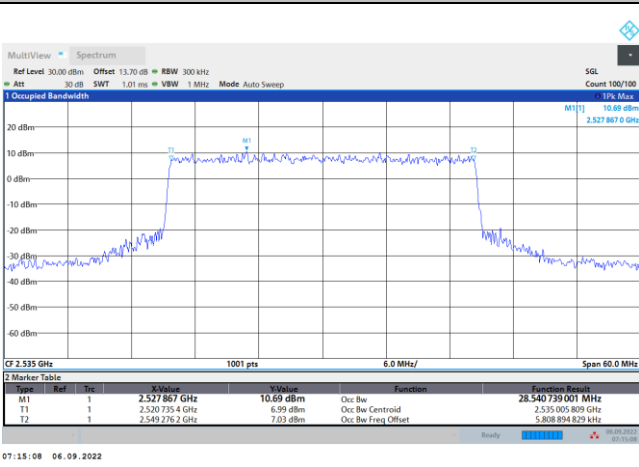 MultiView Spectrum
Ref Level 30.00 dBm Offset 13.70 dB RBW 300 kHz SGL
Att 30 dB SWT 1.01 ms VBW 1 MHz Mode Auto Sweep Count 100/100
1 Occupied Bandwidth 1Pk Max
M1[1] 10.69 dBm
2.527 867 0 GHz
20 dBm
M1
T1 T2
10 dBm
0 dBm
-10 dBm
-20 dBm
-30 dBm
-40 dBm
-50 dBm
-60 dBm
CF 2.535 GHz 1001 pts 6.0 MHz/ Span 60.0 MHz
2 Marker Table
Type Ref Trc X-Value Y-Value Function Function Result
M1 1 2.527 867 GHz 10.69 dBm Occ Bw 28.540 739 001 MHz
T1 1 2.520 735 4 GHz 6.99 dBm Occ Bw Centroid 2.535 005 809 GHz
T2 1 2.549 276 2 GHz 7.03 dBm Occ Bw Freq Offset 5.808 894 829 kHz
Ready 06.09.2022
07:15:08
07:15:08 06.09.2022